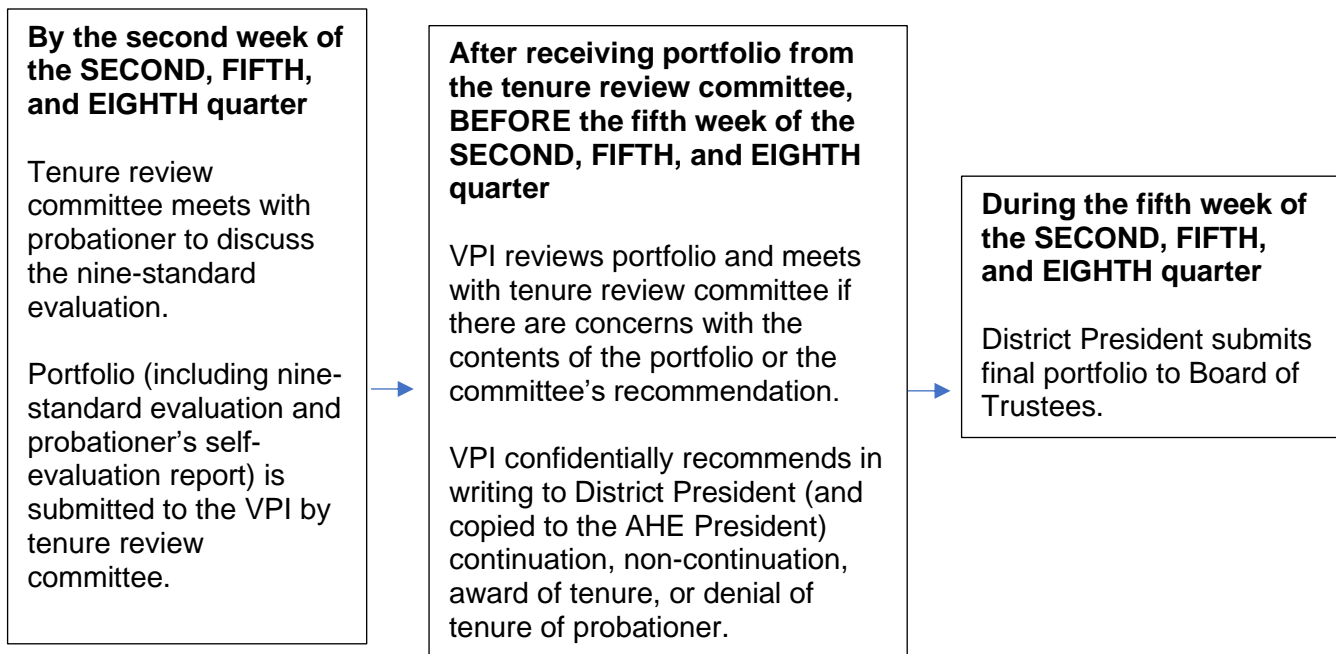 By the second week of
the SECOND, FIFTH,
and EIGHTH quarter
Tenure review
committee meets with
probationer to discuss
the nine-standard
evaluation.
Portfolio (including nine-
standard evaluation and
probationer’s self-
evaluation report) is
submitted to the VPI by
tenure review
committee.
After receiving portfolio from
the tenure review committee,
BEFORE the fifth week of the
SECOND, FIFTH, and EIGHTH
quarter
VPI reviews portfolio and meets
with tenure review committee if
there are concerns with the
contents of the portfolio or the
committee’s recommendation.
VPI confidentially recommends in
writing to District President (and
copied to the AHE President)
continuation, non-continuation,
award of tenure, or denial of
tenure of probationer.
During the fifth week of
the SECOND, FIFTH,
and EIGHTH quarter
District President submits
final portfolio to Board of
Trustees.